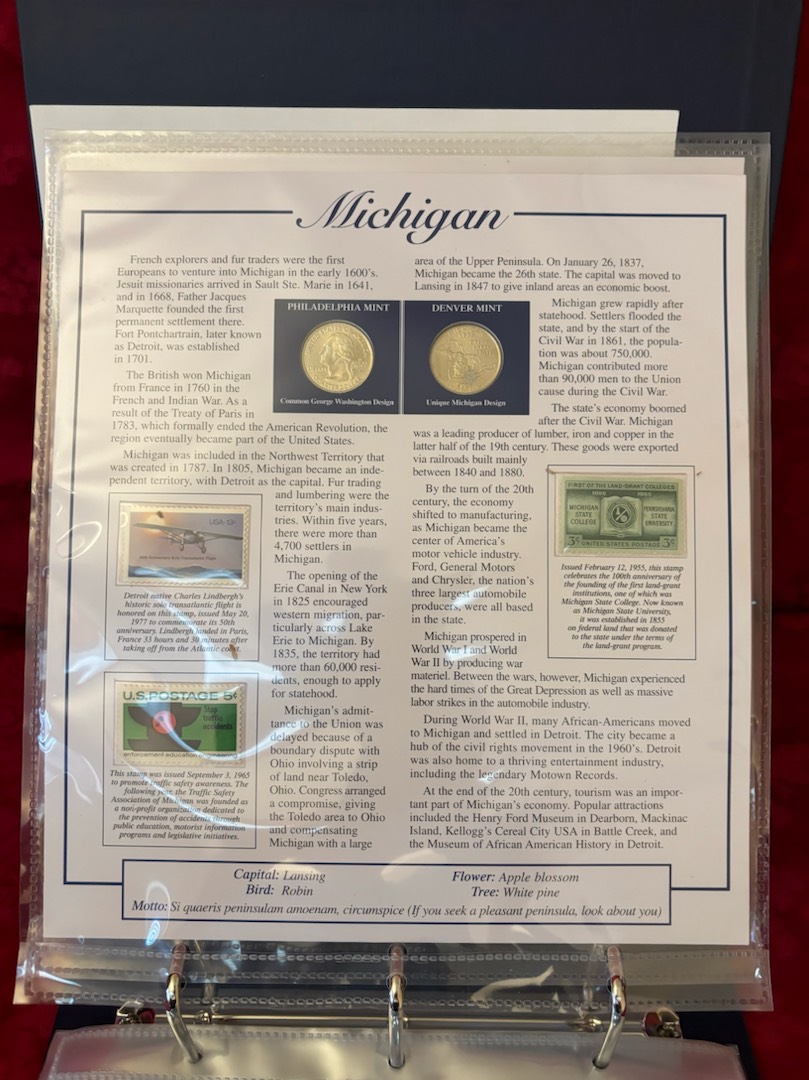 Michigan
French explorers and fur traders were the first
Europeans to venture into Michigan in the early 1600's.
Jesuit missionaries arrived in Sault Ste. Marie in 1641,
and in 1668, Father Jacques
Marquette founded the first
permanent settlement there.
Fort Pontchartrain, later known
as Detroit, was established
in 1701.
The British won Michigan
from France in 1760 in the
French and Indian War. As a
result of the Treaty of Paris in
1783, which formally ended the American Revolution, the
region eventually became part of the United States.
Michigan was included in the Northwest Territory that
was created in 1787. In 1805, Michigan became an inde-
pendent territory, with Detroit as the capital. Fur trading
and lumbering were the
territory's main indus-
tries. Within five years,
there were more than
4,700 settlers in
Michigan.
The opening of the
Erie Canal in New York
in 1825 encouraged
western migration, par-
ticularly across Lake
Erie to Michigan. By
1835, the territory had
more than 60,000 resi-
dents, enough to apply
for statehood.
Michigan's admit-
tance to the Union was
delayed because of a
boundary dispute with
Ohio involving a strip
of land near Toledo,
Ohio. Congress arranged
a compromise, giving
the Toledo area to Ohio
and compensating
Michigan with a large
PHILADELPHIA MINT
Common George Washington Design
DENVER MINT
Unique Michigan Design
USA 13c
50th Anniversary Solo Transatlantic Flight
Detroit native Charles Lindbergh's
historic solo transatlantic flight is
honored on this stamp, issued May 20,
1977 to commemorate its 50th
anniversary. Lindbergh landed in Paris,
France 33 hours and 30 minutes after
taking off from the Atlantic coast.
U.S. POSTAGE 5¢
Stop
traffic
accidents
enforcement education engineering
This stamp was issued September 3, 1965
to promote traffic safety awareness. The
following year, the Traffic Safety
Association of Michigan was founded as
a non-profit organization dedicated to
the prevention of accidents through
public education, motorist information
programs and legislative initiatives.
area of the Upper Peninsula. On January 26, 1837,
Michigan became the 26th state. The capital was moved to
Lansing in 1847 to give inland areas an economic boost.
Michigan grew rapidly after
statehood. Settlers flooded the
state, and by the start of the
Civil War in 1861, the popula-
tion was about 750,000.
Michigan contributed more
than 90,000 men to the Union
cause during the Civil War.
The state's economy boomed
after the Civil War. Michigan
was a leading producer of lumber, iron and copper in the
latter half of the 19th century. These goods were exported
via railroads built mainly
between 1840 and 1880.
By the turn of the 20th
century, the economy
shifted to manufacturing,
as Michigan became the
center of America's
motor vehicle industry.
Ford, General Motors
and Chrysler, the nation's
three largest automobile
producers, were all based
in the state.
Michigan prospered in
World War I and World
War II by producing war
materiel. Between the wars, however, Michigan experienced
the hard times of the Great Depression as well as massive
labor strikes in the automobile industry.
During World War II, many African-Americans moved
to Michigan and settled in Detroit. The city became a
hub of the civil rights movement in the 1960's. Detroit
was also home to a thriving entertainment industry,
including the legendary Motown Records.
At the end of the 20th century, tourism was an impor-
tant part of Michigan's economy. Popular attractions
included the Henry Ford Museum in Dearborn, Mackinac
Island, Kellogg's Cereal City USA in Battle Creek, and
the Museum of African American History in Detroit.
FIRST OF THE LAND-GRANT COLLEGES
1855 1955
MICHIGAN
STATE
COLLEGE
PENNSYLVANIA
STATE
UNIVERSITY
3¢ UNITED STATES POSTAGE 3¢
Issued February 12, 1955, this stamp
celebrates the 100th anniversary of
the founding of the first land-grant
institutions, one of which was
Michigan State College. Now known
as Michigan State University,
it was established in 1855
on federal land that was donated
to the state under the terms of
the land-grant program.
Capital: Lansing
Bird: Robin
Flower: Apple blossom
Tree: White pine
Motto: Si quaeris peninsulam amoenam, circumspice (If you seek a pleasant peninsula, look about you)